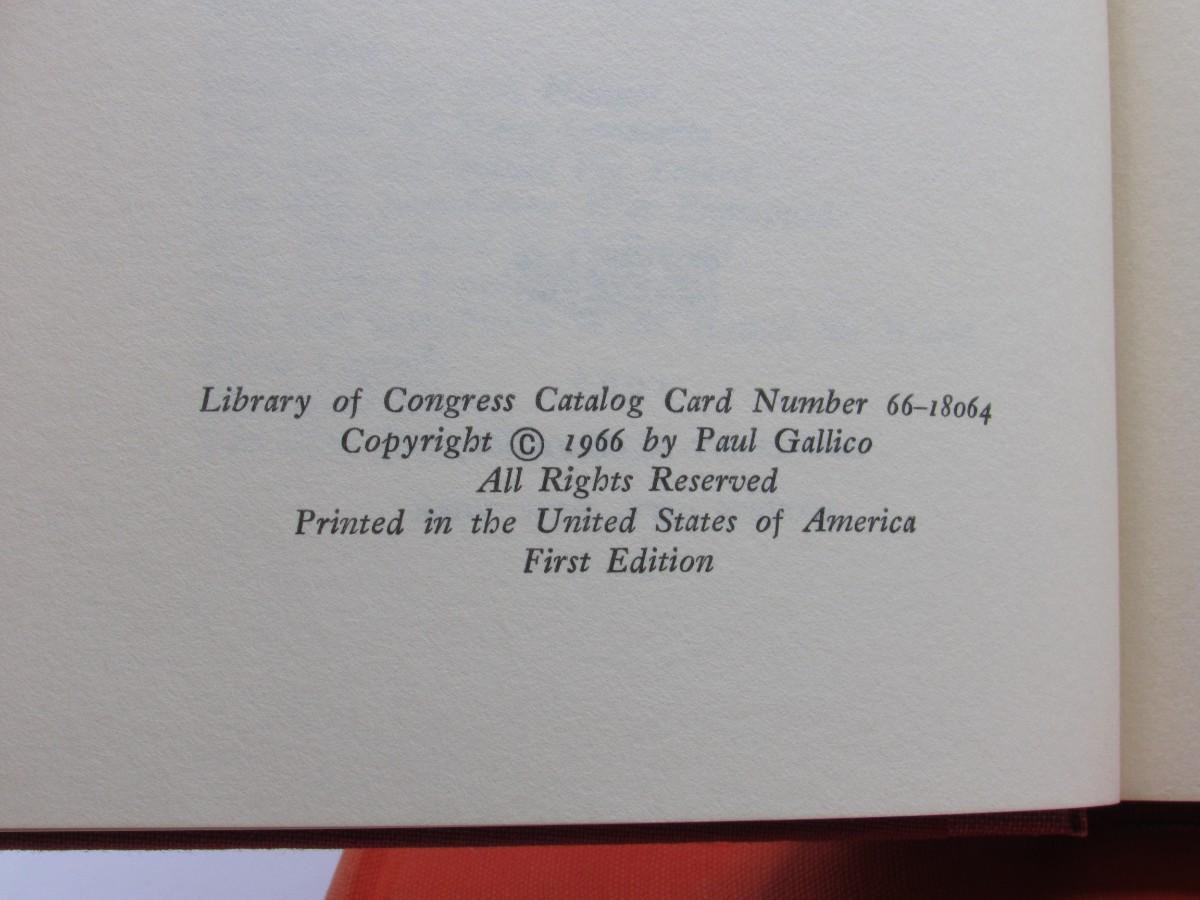 Library of Congress Catalog Card Number 66–18064
Copyright © 1966 by Paul Gallico
All Rights Reserved
Printed in the United States of America
First Edition